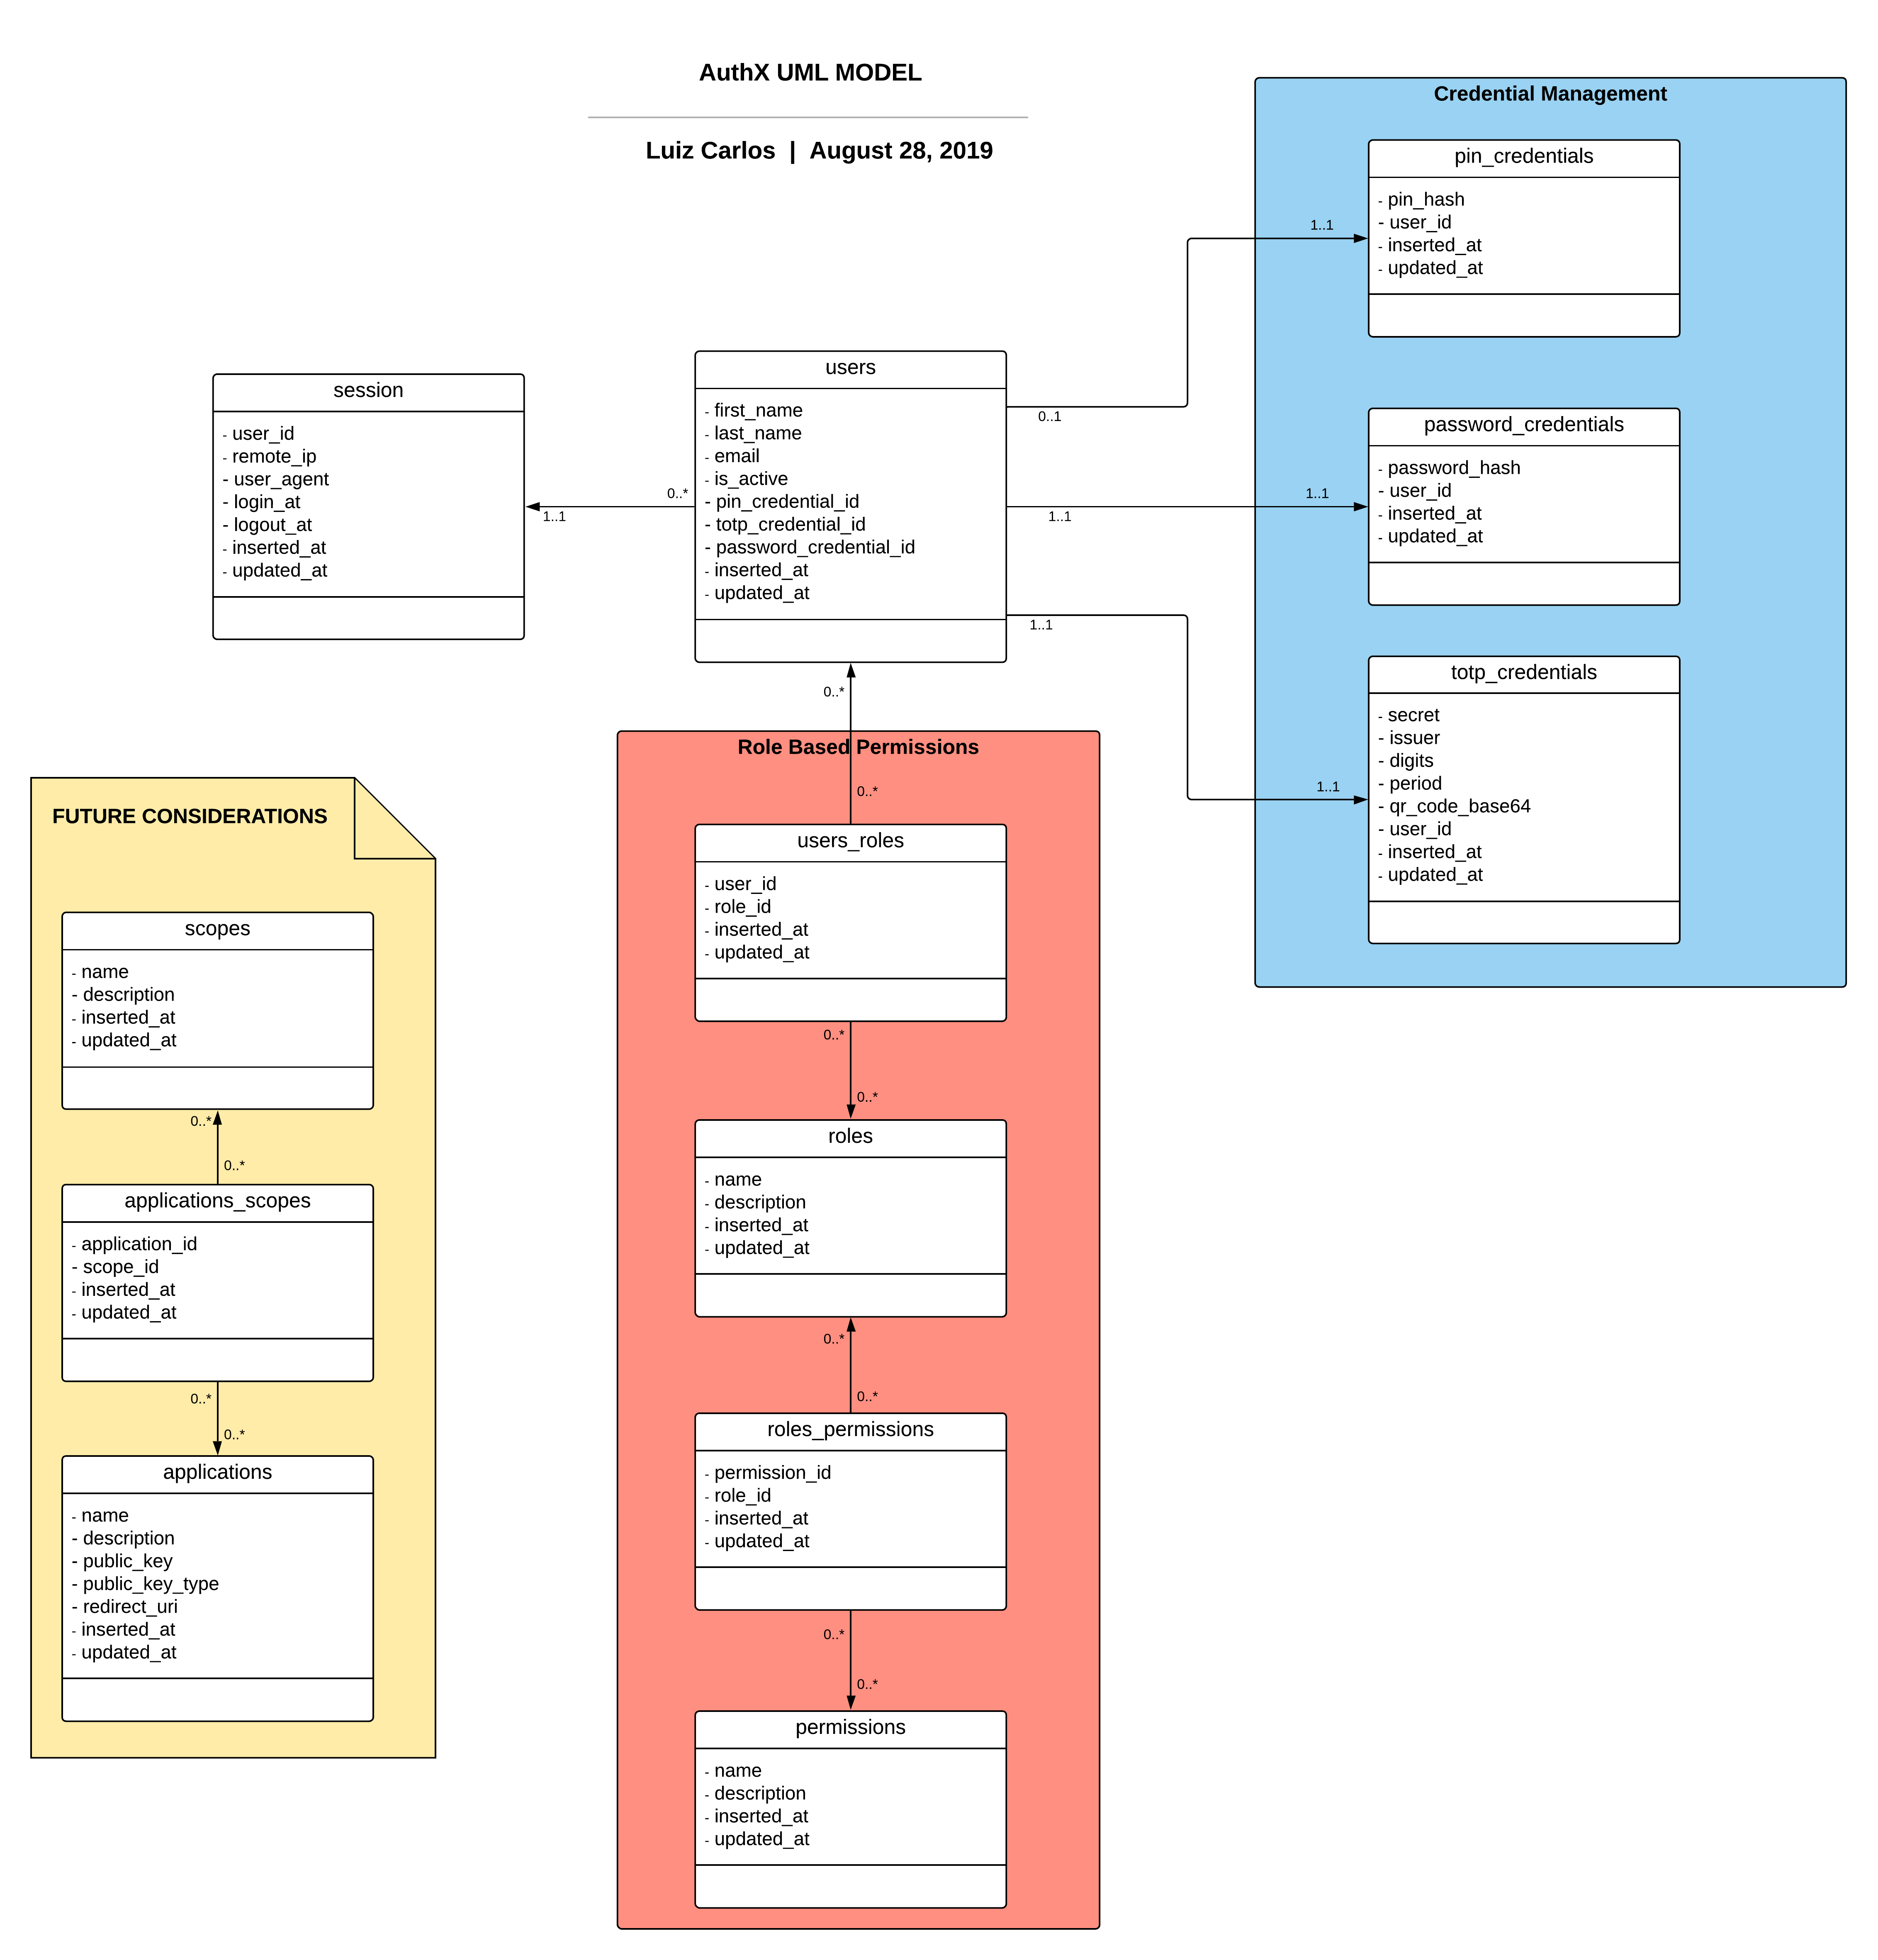 AuthX UML MODEL
Luiz Carlos | August 28, 2019
Credential Management
pin_credentials
- pin_hash
- user_id
- inserted_at
- updated_at
1..1
0..1
users
- first_name
- last_name
- email
- is_active
- pin_credential_id
- totp_credential_id
- password_credential_id
- inserted_at
- updated_at
session
- user_id
- remote_ip
- user_agent
- login_at
- logout_at
- inserted_at
- updated_at
0..*
1..1
password_credentials
- password_hash
- user_id
- inserted_at
- updated_at
1..1
1..1
totp_credentials
- secret
- issuer
- digits
- period
- qr_code_base64
- user_id
- inserted_at
- updated_at
1..1
1..1
0..*
Role Based Permissions
0..*
users_roles
- user_id
- role_id
- inserted_at
- updated_at
0..*
0..*
roles
- name
- description
- inserted_at
- updated_at
0..*
0..*
roles_permissions
- permission_id
- role_id
- inserted_at
- updated_at
0..*
0..*
permissions
- name
- description
- inserted_at
- updated_at
FUTURE CONSIDERATIONS
scopes
- name
- description
- inserted_at
- updated_at
0..*
0..*
applications_scopes
- application_id
- scope_id
- inserted_at
- updated_at
0..*
0..*
applications
- name
- description
- public_key
- public_key_type
- redirect_uri
- inserted_at
- updated_at